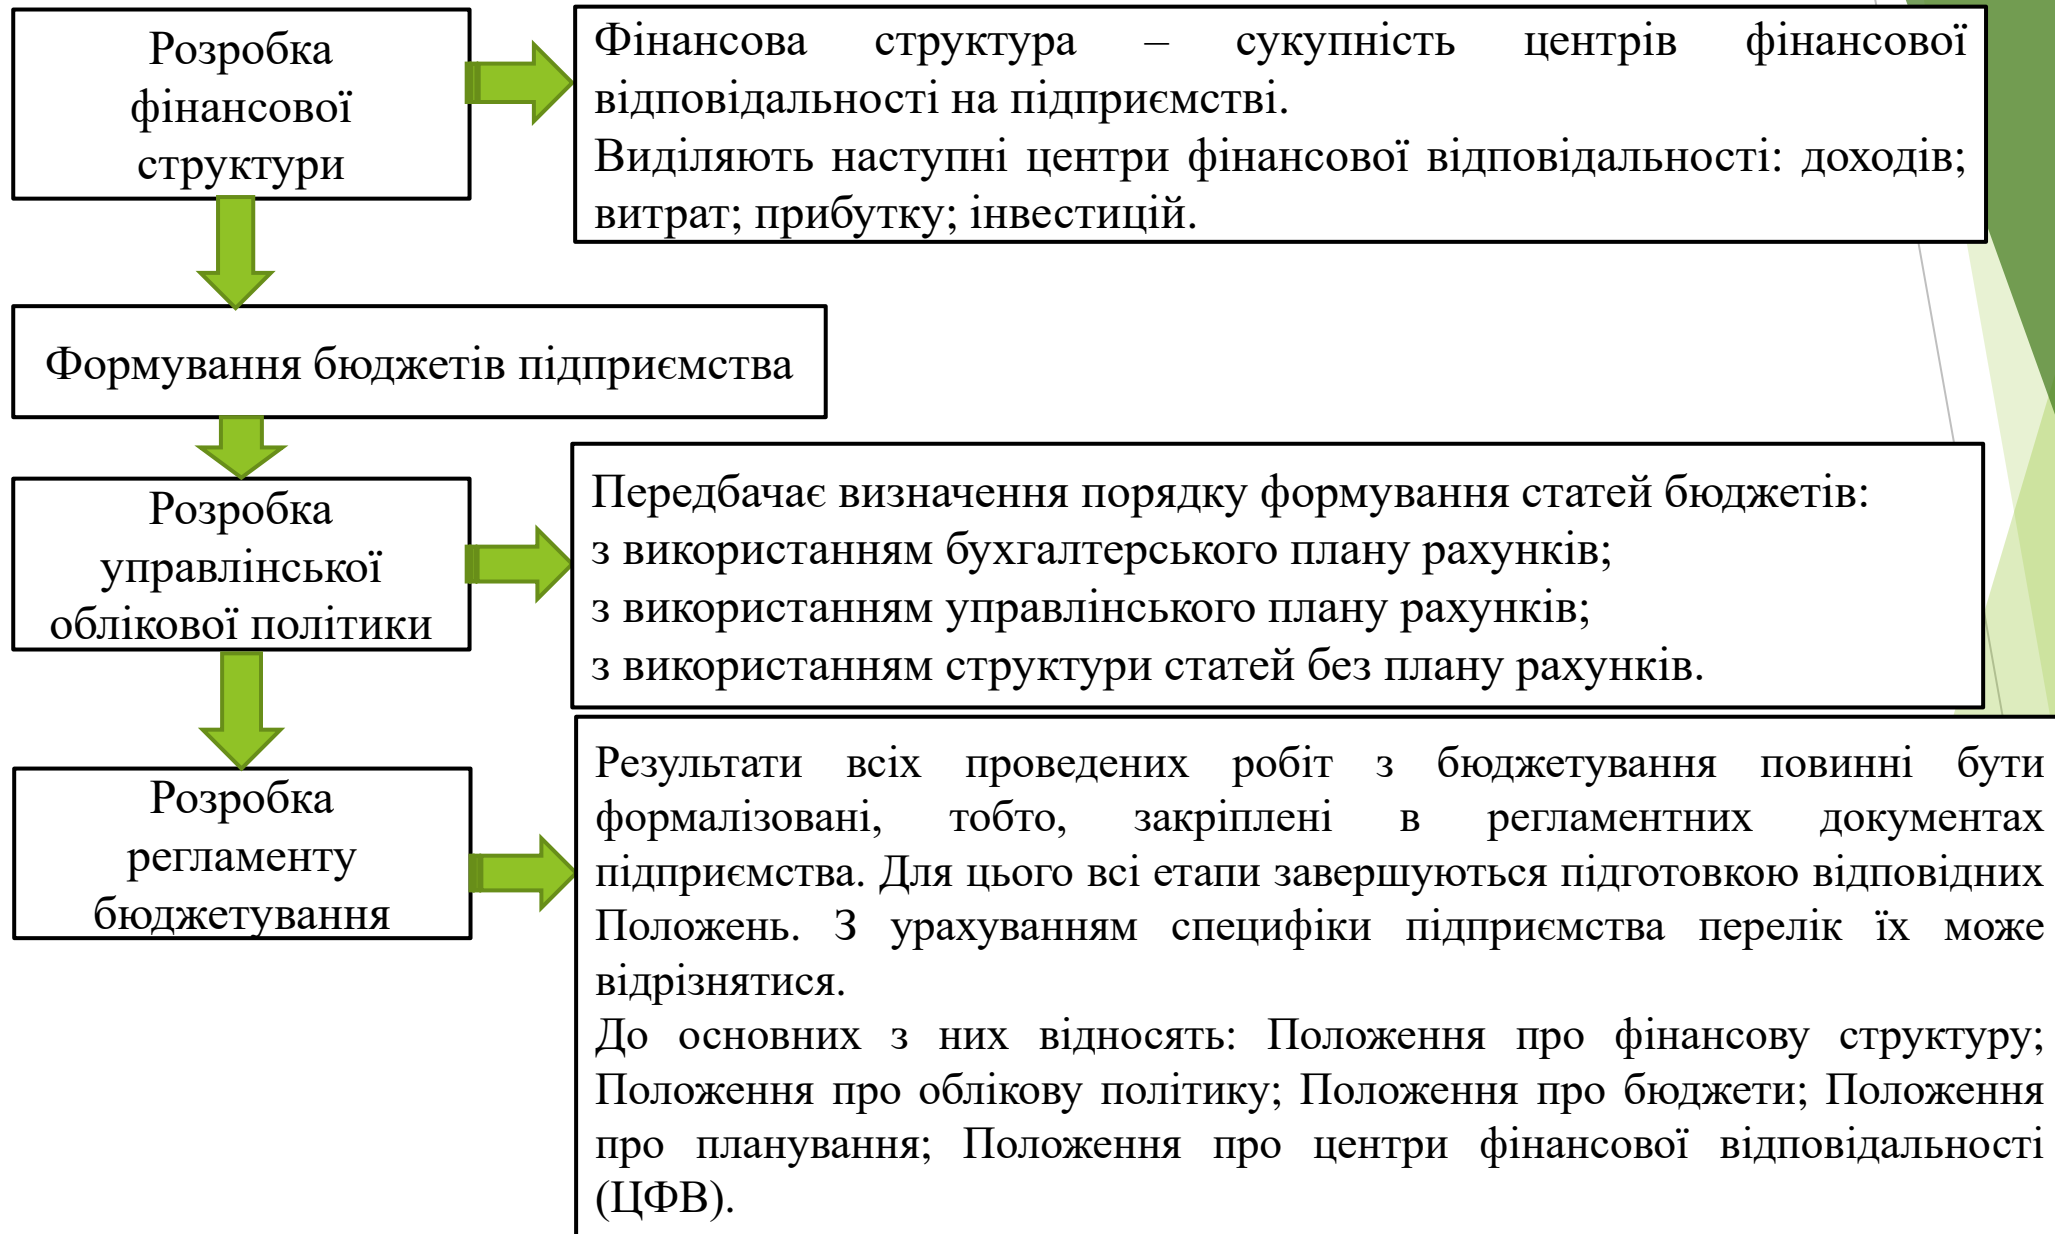 Розробка
фінансової
структури
Фінансова структура – сукупність центрів фінансової
відповідальності на підприємстві.
Виділяють наступні центри фінансової відповідальності: доходів;
витрат; прибутку; інвестицій.
Формування бюджетів підприємства
Розробка
управлінської
облікової політики
Передбачає визначення порядку формування статей бюджетів:
з використанням бухгалтерського плану рахунків;
з використанням управлінського плану рахунків;
з використанням структури статей без плану рахунків.
Розробка
регламенту
бюджетування
Результати всіх проведених робіт з бюджетування повинні бути
формалізовані, тобто, закріплені в регламентних документах
підприємства. Для цього всі етапи завершуються підготовкою відповідних
Положень. З урахуванням специфіки підприємства перелік їх може
відрізнятися.
До основних з них відносять: Положення про фінансову структуру;
Положення про облікову політику; Положення про бюджети; Положення
про планування; Положення про центри фінансової відповідальності
(ЦФВ).